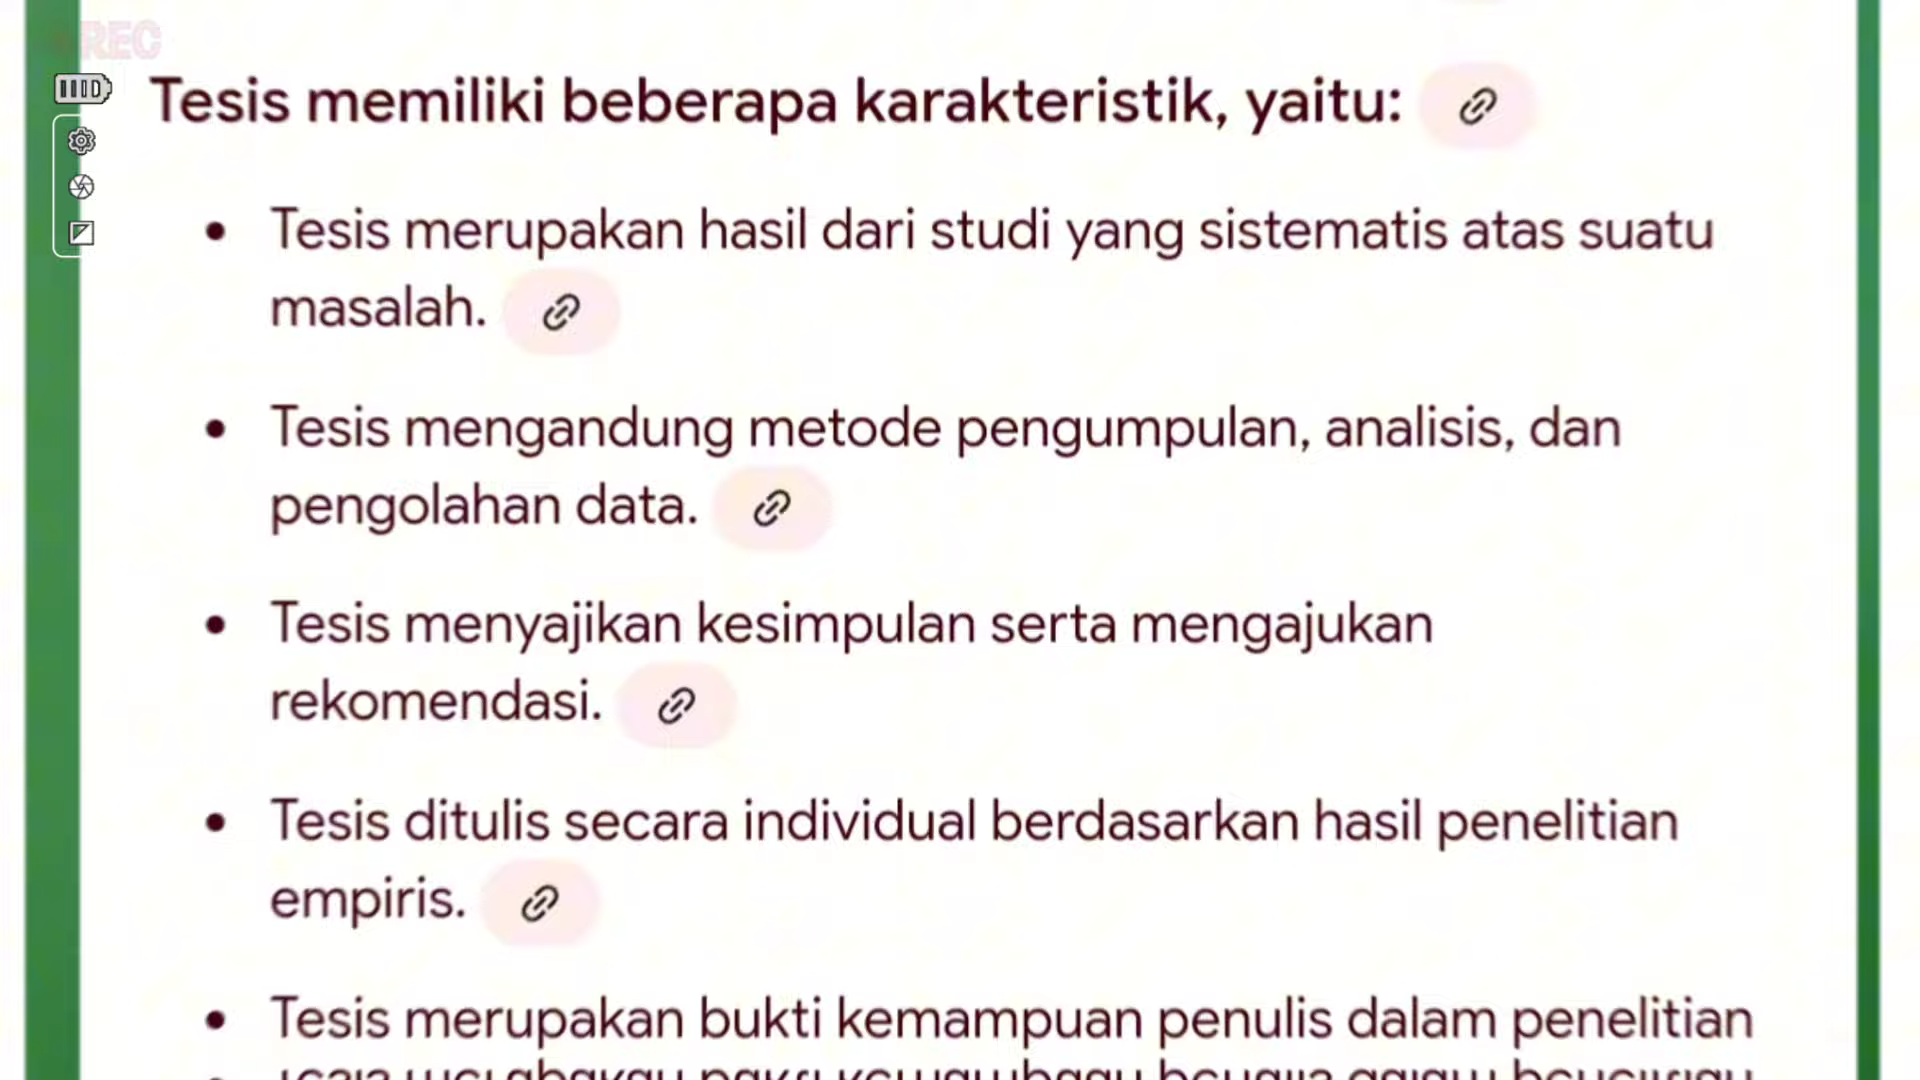 REC
Tesis memiliki beberapa karakteristik, yaitu:
Tesis merupakan hasil dari studi yang sistematis atas suatu
masalah.
Tesis mengandung metode pengumpulan, analisis, dan
pengolahan data.
Tesis menyajikan kesimpulan serta mengajukan
rekomendasi.
Tesis ditulis secara individual berdasarkan hasil penelitian
empiris.
Tesis merupakan bukti kemampuan penulis dalam penelitian